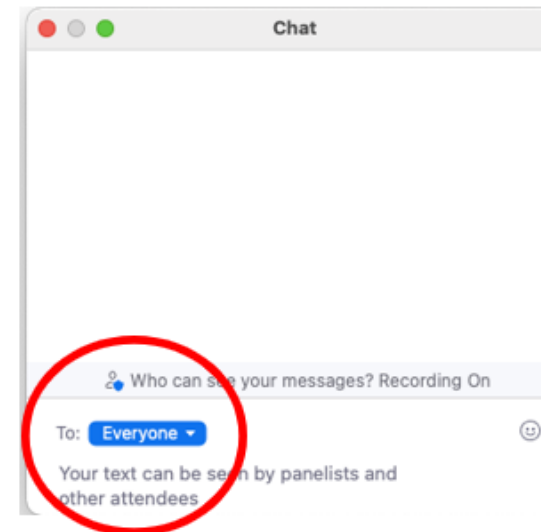 Chat
Who can see your messages? Recording On
To: Everyone
Your text can be seen by panelists and
other attendees